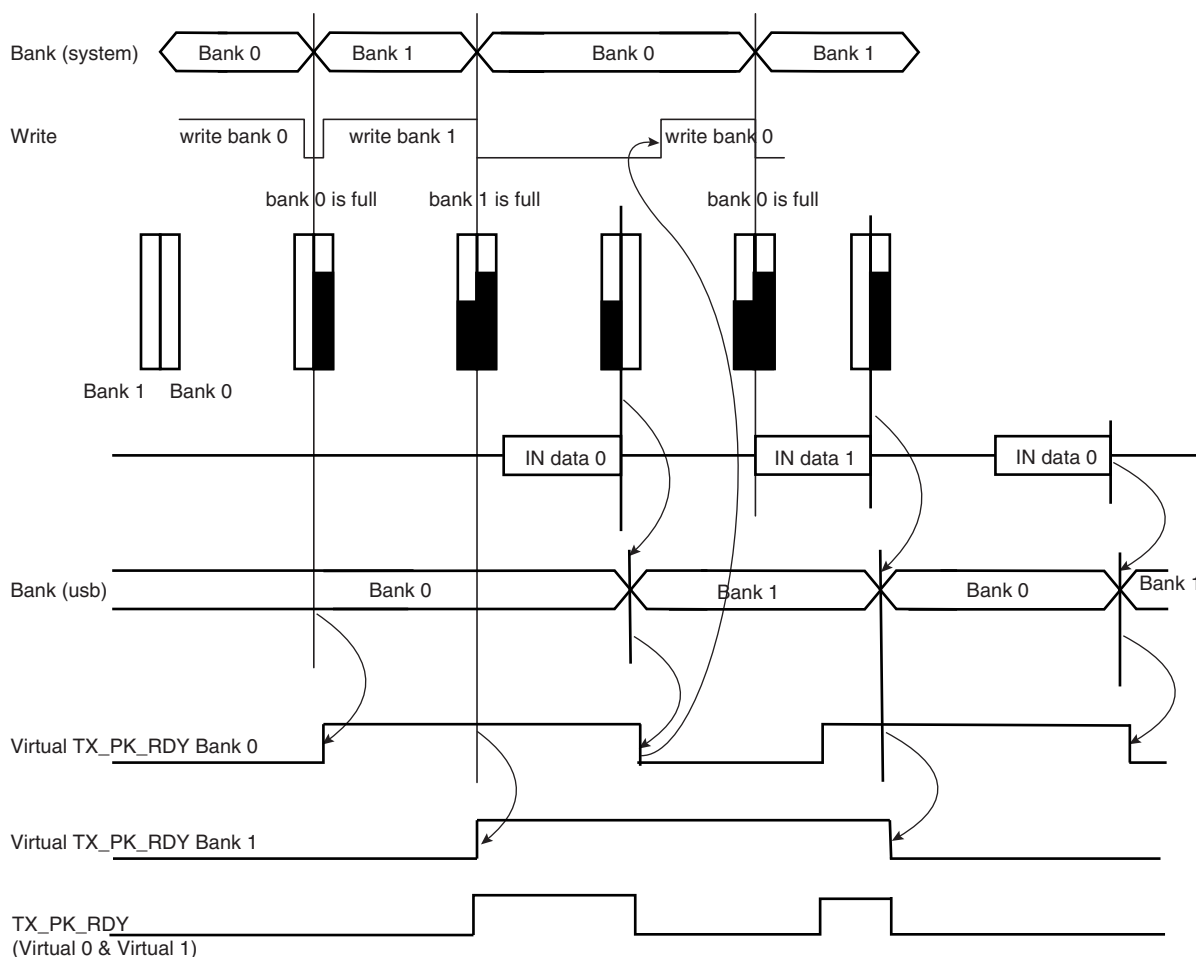 Bank (system)
Bank 0
Bank 1
Bank 0
Bank 1
Write
write bank 0
write bank 1
write bank 0
bank 0 is full
bank 1 is full
bank 0 is full
Bank 1
Bank 0
IN data 0
IN data 1
IN data 0
Bank (usb)
Bank 0
Bank 1
Bank 0
Bank 1
Virtual TX_PK_RDY Bank 0
Virtual TX_PK_RDY Bank 1
TX_PK_RDY
(Virtual 0 & Virtual 1)